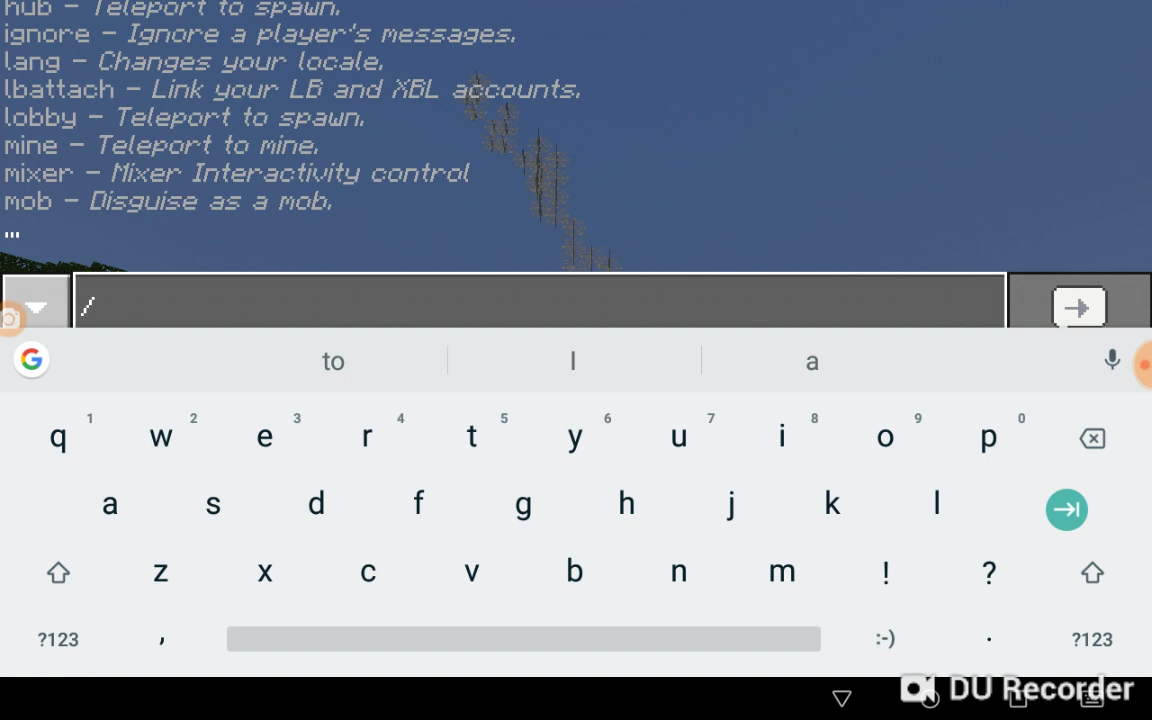 hub – Teleport to spawn.
ignore – Ignore a player's messages.
lang – Changes your locale.
lbattach – Link your LB and XBL accounts.
lobby – Teleport to spawn.
mine – Teleport to mine.
mixer – Mixer Interactivity control
mob – Disguise as a mob.
...
/
G to I a
q 1 w 2 e 3 r 4 t 5 y 6 u 7 i 8 o 9 p 0
a s d f g h j k l
z x c v b n m ! ?
?123 , :-) . ?123
DU Recorder